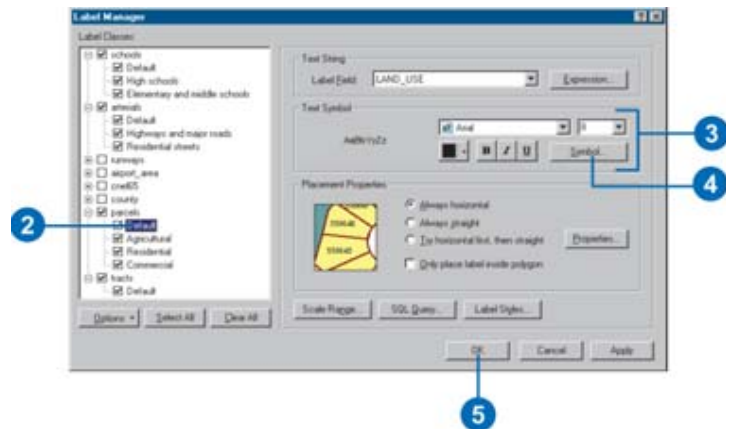 Label Manager
Label Classes:
schools
Default
High schools
Elementary and middle schools
arterials
Default
Highways and major roads
Residential streets
runways
airport_area
cnel65
county
parcels
Default
Agricultural
Residential
Commercial
tracts
Default
Options
Select All
Clear All
Text String
Label Field:
LAND_USE
Expression...
Text Symbol
AaBbYyZz
Arial
8
B I U
Symbol...
Placement Properties
Always horizontal
Always straight
Try horizontal first, then straight
Only place label inside polygon
Properties...
Scale Range...
SQL Query...
Label Styles...
OK
Cancel
Apply
2
3
4
5